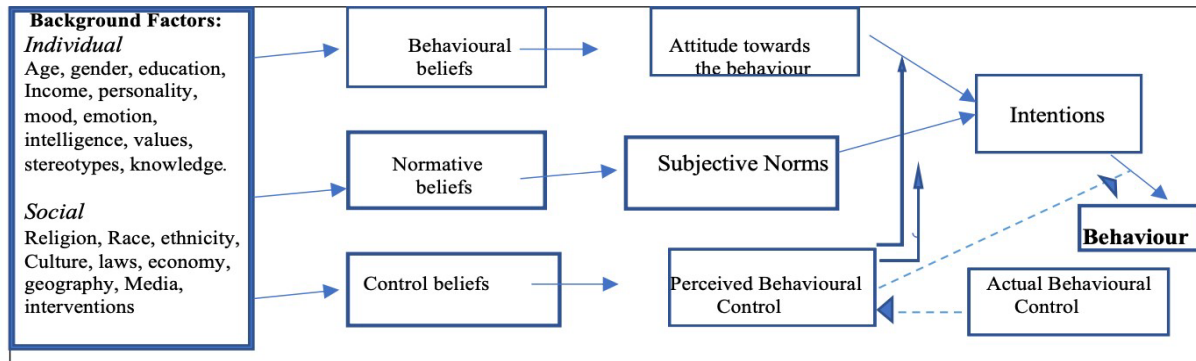 Background Factors:
Individual
Age, gender, education,
Income, personality,
mood, emotion,
intelligence, values,
stereotypes, knowledge.
Social
Religion, Race, ethnicity,
Culture, laws, economy,
geography, Media,
interventions
Behavioural
beliefs
Normative
beliefs
Control beliefs
Attitude towards
the behaviour
Subjective Norms
Perceived Behavioural
Control
Intentions
Behaviour
Actual Behavioural
Control